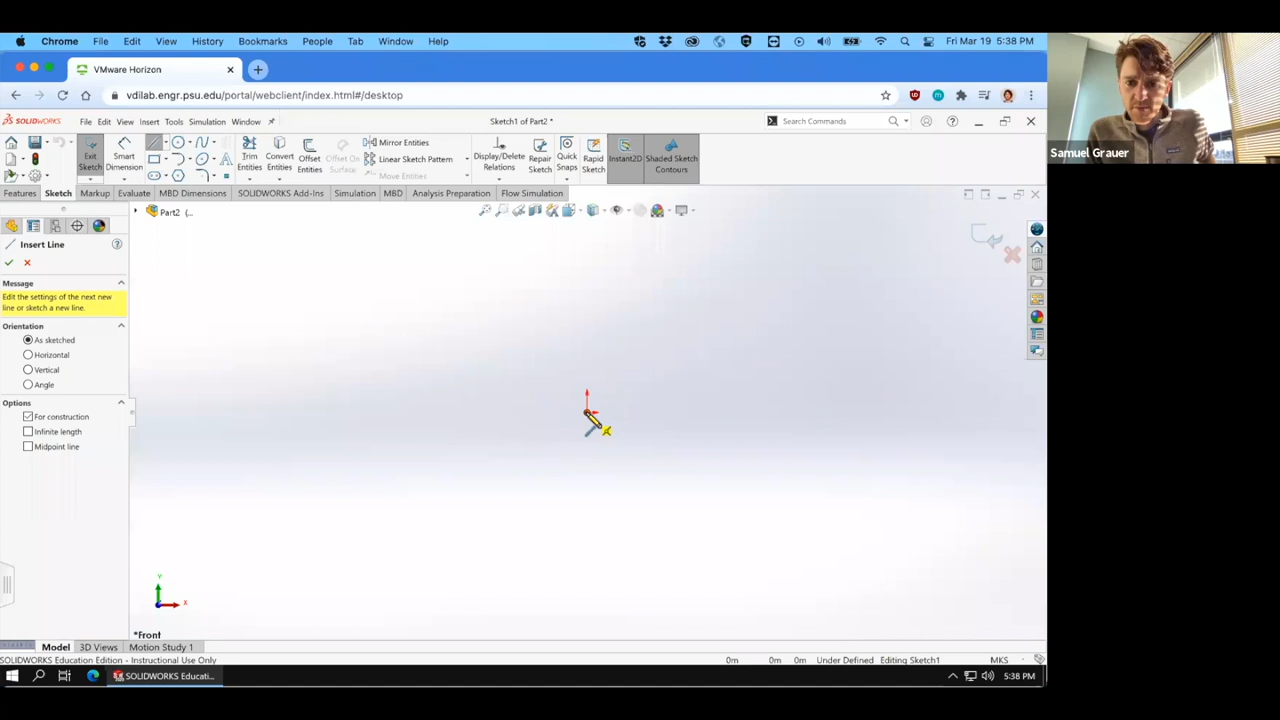 Chrome File Edit View History Bookmarks People Tab Window Help Fri Mar 19 5:38 PM
VMware Horizon
vdilab.engr.psu.edu/portal/webclient/index.html#/desktop
Samuel Grauer
SOLIDWORKS File Edit View Insert Tools Simulation Window Sketch1 of Part2 * Search Commands
Exit Sketch
Smart Dimension
Trim Entities
Convert Entities
Offset Entities
Offset On Surface
Mirror Entities
Linear Sketch Pattern
Move Entities
Display/Delete Relations
Repair Sketch
Quick Snaps
Rapid Sketch
Instant2D
Shaded Sketch Contours
Features Sketch Markup Evaluate MBD Dimensions SOLIDWORKS Add-Ins Simulation MBD Analysis Preparation Flow Simulation
Part2 (...
Insert Line
Message
Edit the settings of the next new
line or sketch a new line.
Orientation
As sketched
Horizontal
Vertical
Angle
Options
For construction
Infinite length
Midpoint line
Y
X
*Front
Model 3D Views Motion Study 1
SOLIDWORKS Education Edition - Instructional Use Only 0m 0m 0m Under Defined Editing Sketch1 MKS
SOLIDWORKS Educati... 5:38 PM